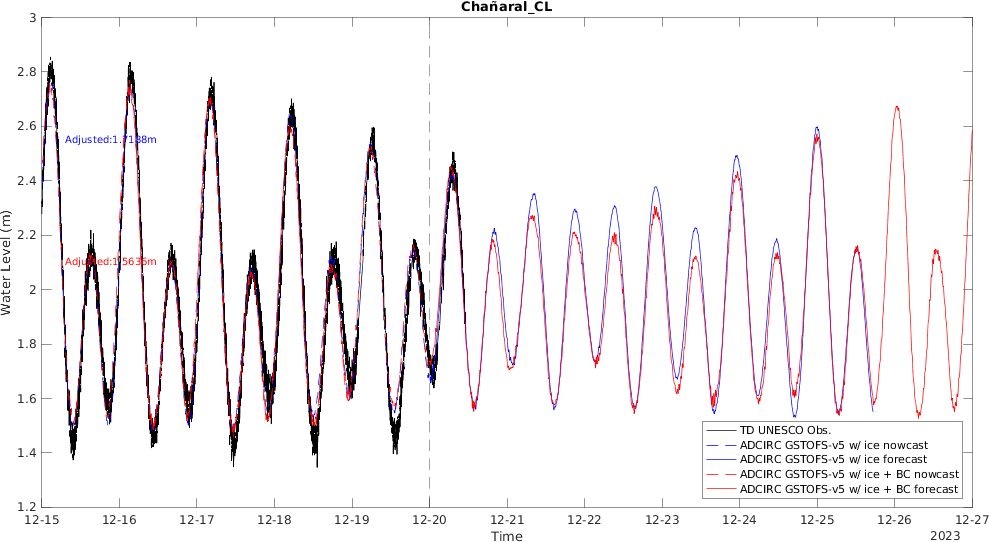 Chañaral_CL
3
2.8
2.6
2.4
2.2
2
1.8
1.6
1.4
1.2
Water Level (m)
Adjusted:1.7138m
Adjusted:1.5635m
TD UNESCO Obs.
ADCIRC GSTOFS-v5 w/ ice nowcast
ADCIRC GSTOFS-v5 w/ ice forecast
ADCIRC GSTOFS-v5 w/ ice + BC nowcast
ADCIRC GSTOFS-v5 w/ ice + BC forecast
12-15 12-16 12-17 12-18 12-19 12-20 12-21 12-22 12-23 12-24 12-25 12-26 12-27
Time
2023